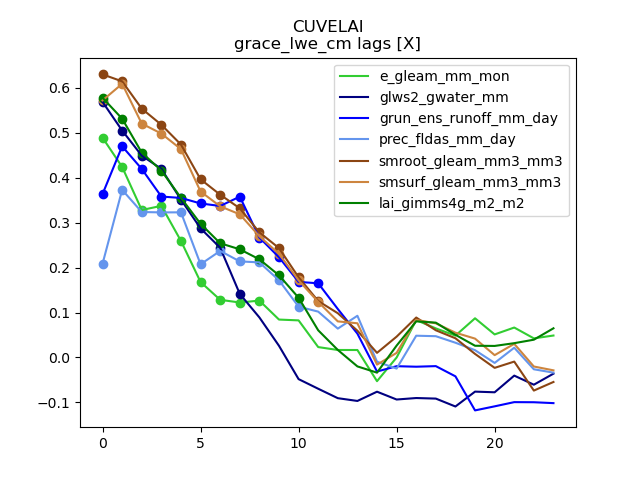 CUVELAI
grace_lwe_cm lags [X]
e_gleam_mm_mon
glws2_gwater_mm
grun_ens_runoff_mm_day
prec_fldas_mm_day
smroot_gleam_mm3_mm3
smsurf_gleam_mm3_mm3
lai_gimms4g_m2_m2
0.6
0.5
0.4
0.3
0.2
0.1
0.0
−0.1
0 5 10 15 20